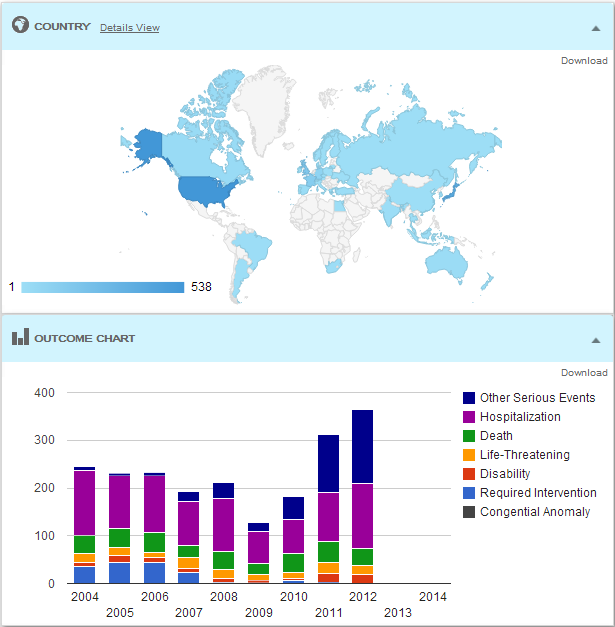 COUNTRY Details View
Download
1 538
OUTCOME CHART
Download
400
300
200
100
0
2004 2006 2008 2010 2012 2014
2005 2007 2009 2011 2013
Other Serious Events
Hospitalization
Death
Life-Threatening
Disability
Required Intervention
Congential Anomaly